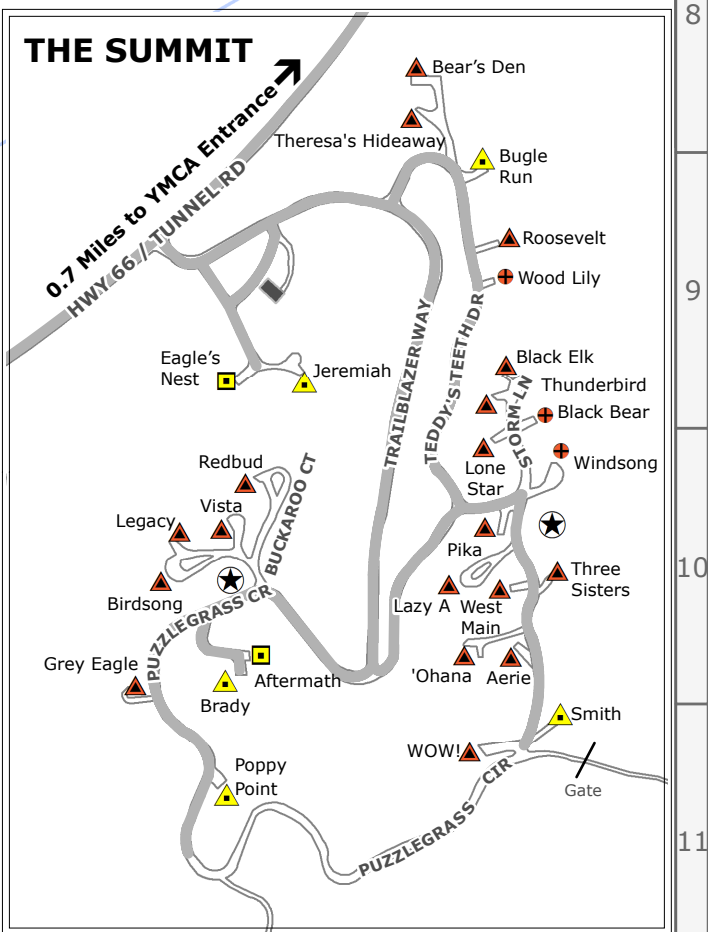 8
THE SUMMIT
0.7 Miles to YMCA Entrance
HWY 66 / TUNNEL RD
Bear's Den
Theresa's Hideaway
Bugle
Run
Roosevelt
Wood Lily
9
TRAILBLAZER WAY
TEDDY'S TEETH DR
Eagle's
Nest
Jeremiah
Black Elk
Thunderbird
Black Bear
STORM LN
Lone
Star
Windsong
Redbud
Vista
Legacy
BUCKAROO CT
Birdsong
PUZZLEGRASS CR
Pika
10
Three
Sisters
Lazy A
West
Main
'Ohana
Aerie
Grey Eagle
Aftermath
Brady
Smith
WOW!
Gate
Poppy
Point
PUZZLEGRASS CIR
11